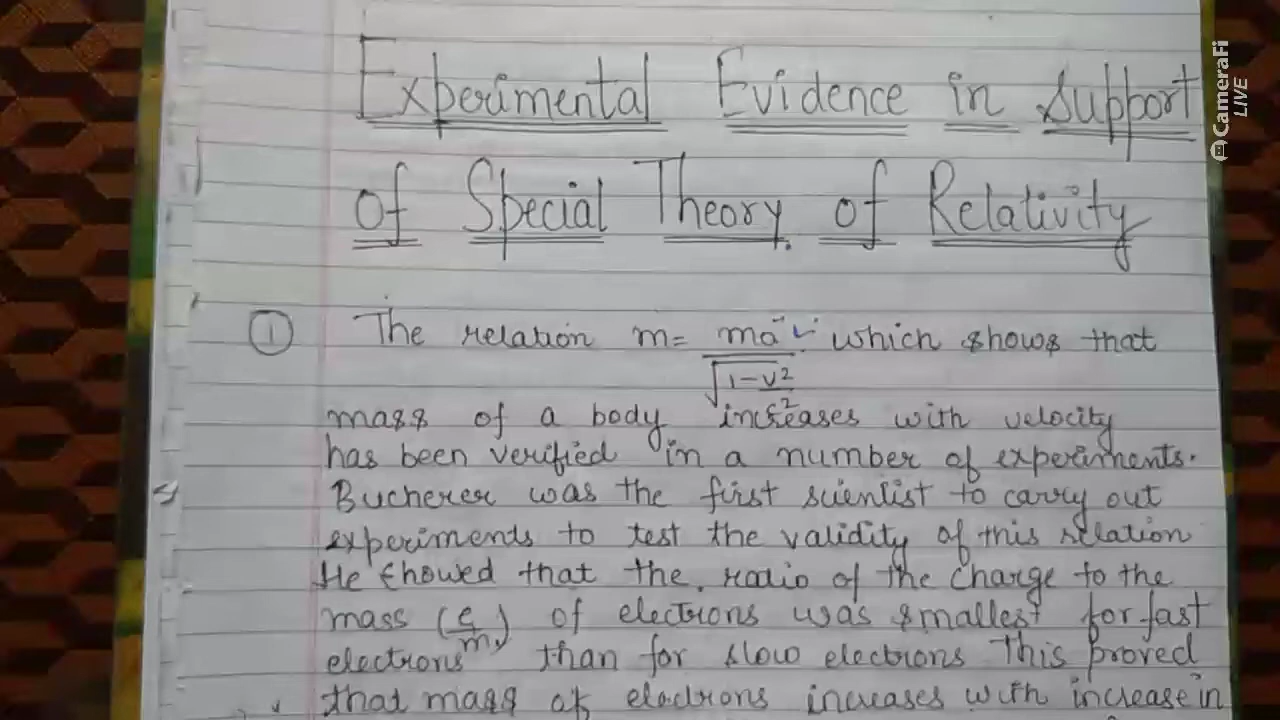 Experimental Evidence in Support
of Special Theory of Relativity
① The relation m= mo which shows that
√1-v²
c²
mass of a body increases with velocity
has been verified in a number of experiments.
Bucherer was the first scientist to carry out
experiments to test the validity of this relation
He showed that the ratio of the charge to the
mass (e/m) of electrons was smallest for fast
electrons than for slow electrons This proved
that mass of electrons increases with increase in
CameraFi
LIVE